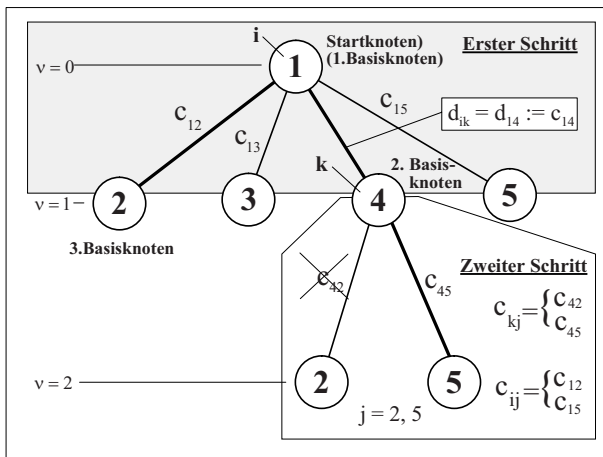 i
Startknoten)
(1.Basisknoten)
Erster Schritt
ν = 0
1
c₁₂
c₁₃
c₁₅
dᵢₖ = d₁₄ := c₁₄
k
2. Basis-
knoten
ν = 1
2
3
4
5
3.Basisknoten
Zweiter Schritt
c₄₂
c₄₅
cₖⱼ={c₄₂
c₄₅
ν = 2
2
5
cᵢⱼ={c₁₂
c₁₅
j = 2, 5